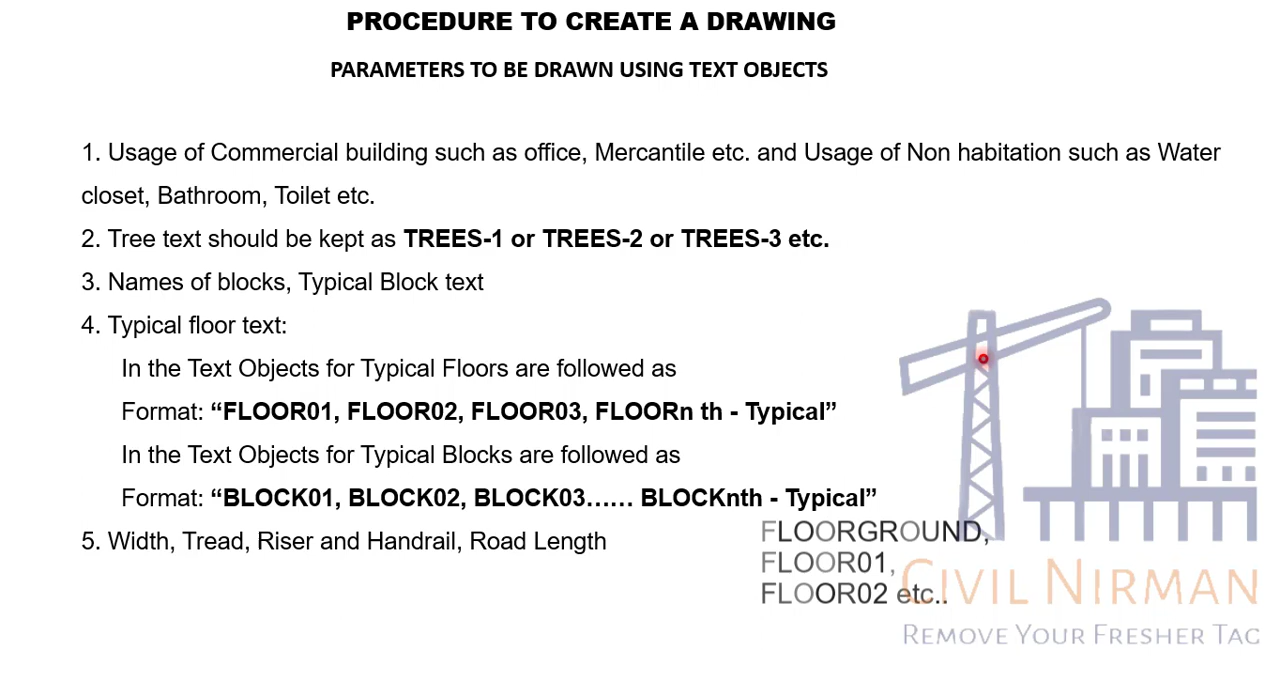 PROCEDURE TO CREATE A DRAWING
PARAMETERS TO BE DRAWN USING TEXT OBJECTS
1. Usage of Commercial building such as office, Mercantile etc. and Usage of Non habitation such as Water
closet, Bathroom, Toilet etc.
2. Tree text should be kept as TREES-1 or TREES-2 or TREES-3 etc.
3. Names of blocks, Typical Block text
4. Typical floor text:
In the Text Objects for Typical Floors are followed as
Format: “FLOOR01, FLOOR02, FLOOR03, FLOORn th - Typical”
In the Text Objects for Typical Blocks are followed as
Format: “BLOCK01, BLOCK02, BLOCK03…… BLOCKnth - Typical”
5. Width, Tread, Riser and Handrail, Road Length
FLOORGROUND,
FLOOR01,
FLOOR02 etc..
CIVIL NIRMAN
REMOVE YOUR FRESHER TAG